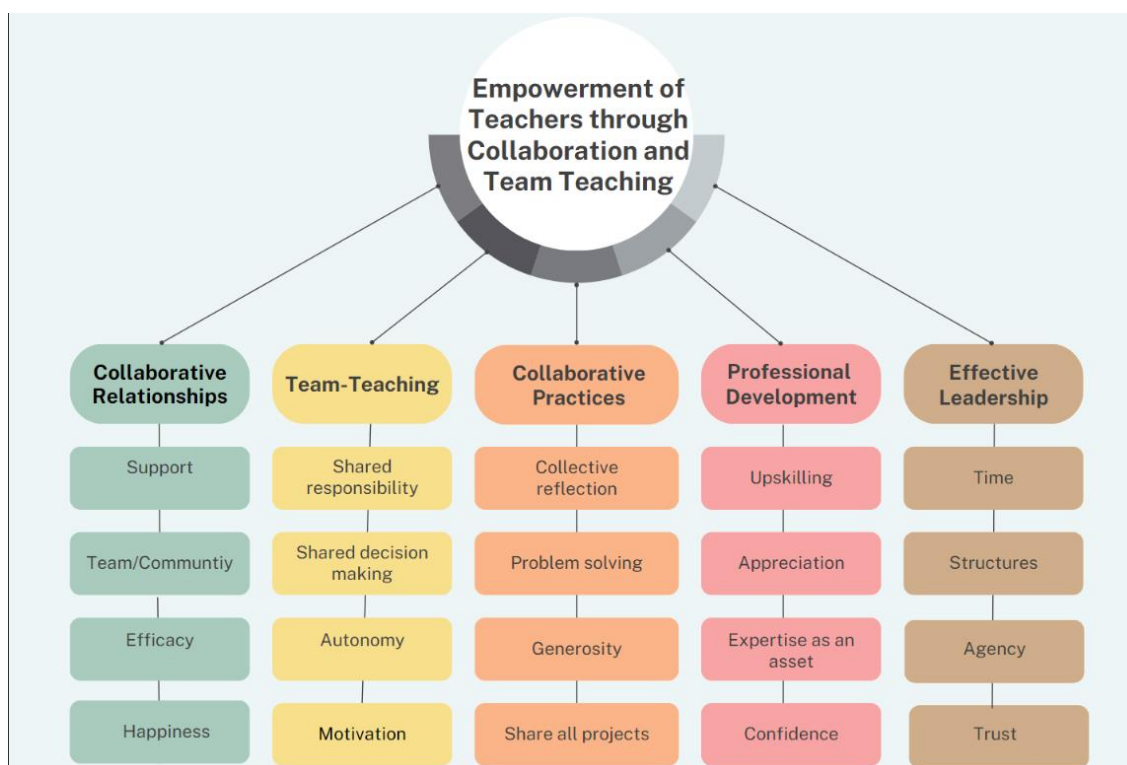 Empowerment of
Teachers through
Collaboration and
Team Teaching
Collaborative
Relationships
Support
Team/Communtiy
Efficacy
Happiness
Team-Teaching
Shared
responsibility
Shared decision
making
Autonomy
Motivation
Collaborative
Practices
Collective
reflection
Problem solving
Generosity
Share all projects
Professional
Development
Upskilling
Appreciation
Expertise as an
asset
Confidence
Effective
Leadership
Time
Structures
Agency
Trust